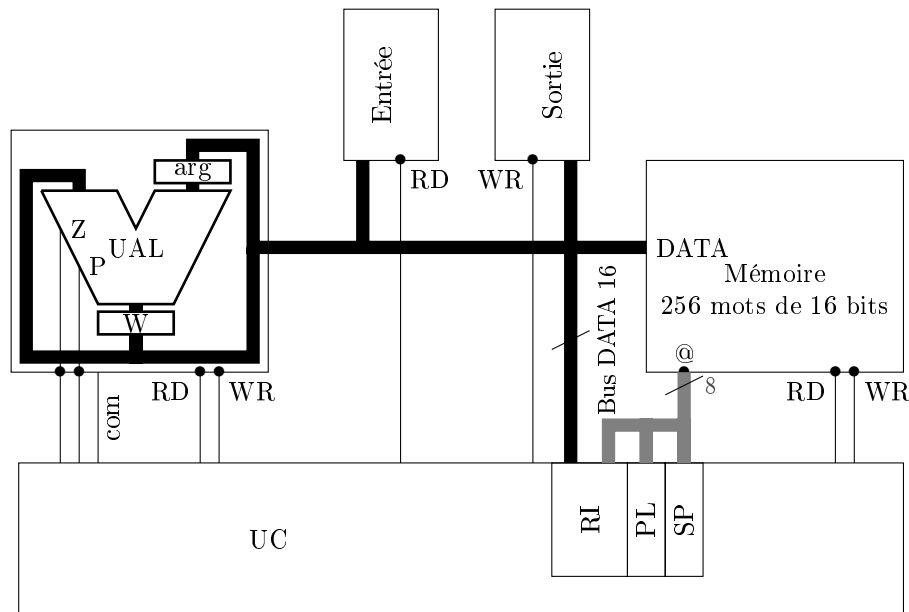 Entrée
Sortie
arg
RD
WR
Z
UAL
DATA
P
Mémoire
256 mots de 16 bits
W
Bus DATA 16
@
8
com
RD
WR
RD
WR
RI
PL
SP
UC